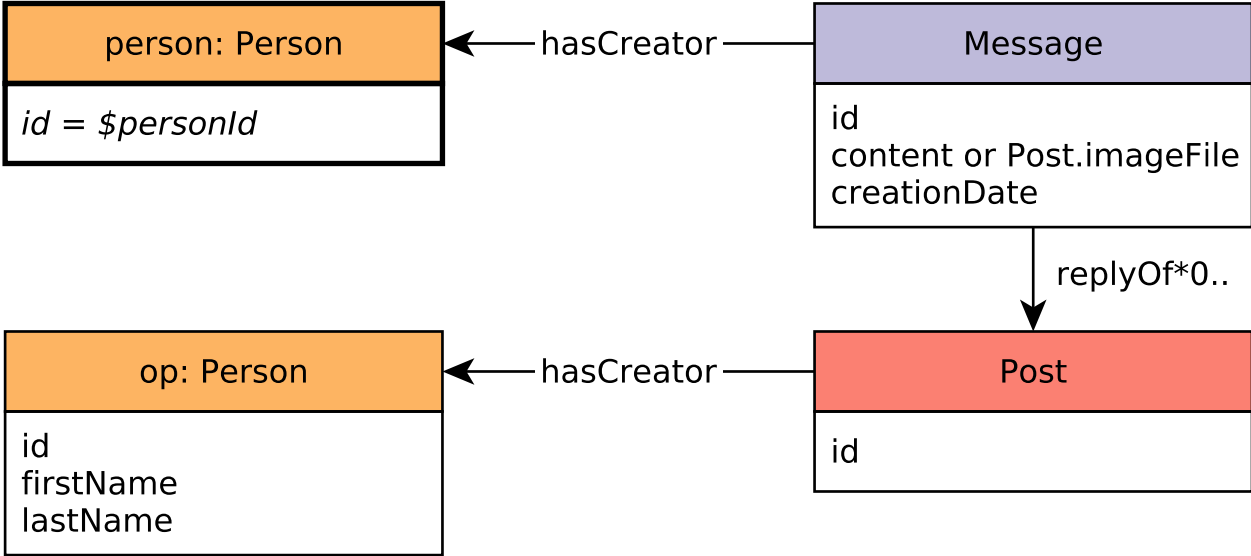 person: Person
id = $personId
hasCreator
Message
id
content or Post.imageFile
creationDate
replyOf*0..
op: Person
id
firstName
lastName
hasCreator
Post
id